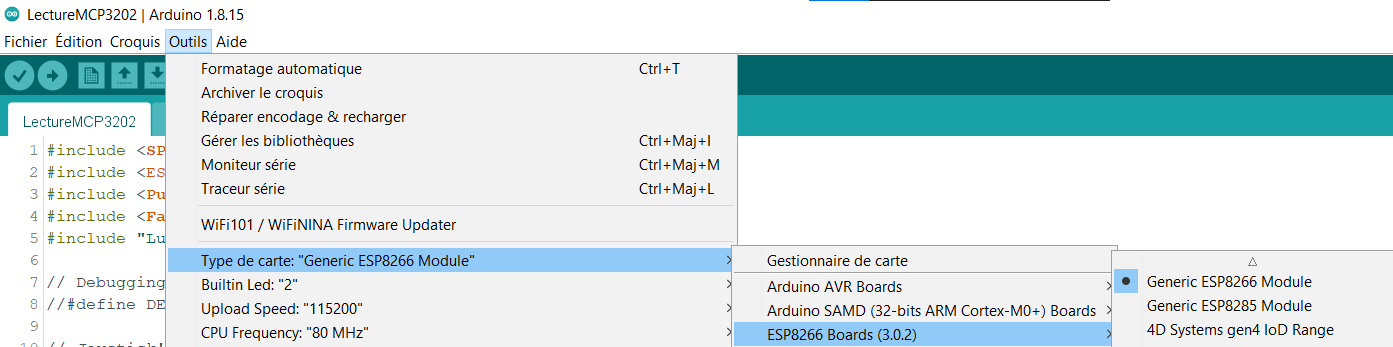 LectureMCP3202 | Arduino 1.8.15
Fichier Édition Croquis Outils Aide
Formatage automatique Ctrl+T
Archiver le croquis
Réparer encodage & recharger
Gérer les bibliothèques Ctrl+Maj+I
Moniteur série Ctrl+Maj+M
Traceur série Ctrl+Maj+L
WiFi101 / WiFiNINA Firmware Updater
Type de carte: "Generic ESP8266 Module"
Builtin Led: "2"
Upload Speed: "115200"
CPU Frequency: "80 MHz"
Gestionnaire de carte
Arduino AVR Boards
Arduino SAMD (32-bits ARM Cortex-M0+) Boards
ESP8266 Boards (3.0.2)
Generic ESP8266 Module
Generic ESP8285 Module
4D Systems gen4 IoD Range
LectureMCP3202
1 #include <SP
2 #include <ES
3 #include <Pu
4 #include <Fa
5 #include "Lu
6
7 // Debugging
8 //#define DE
9